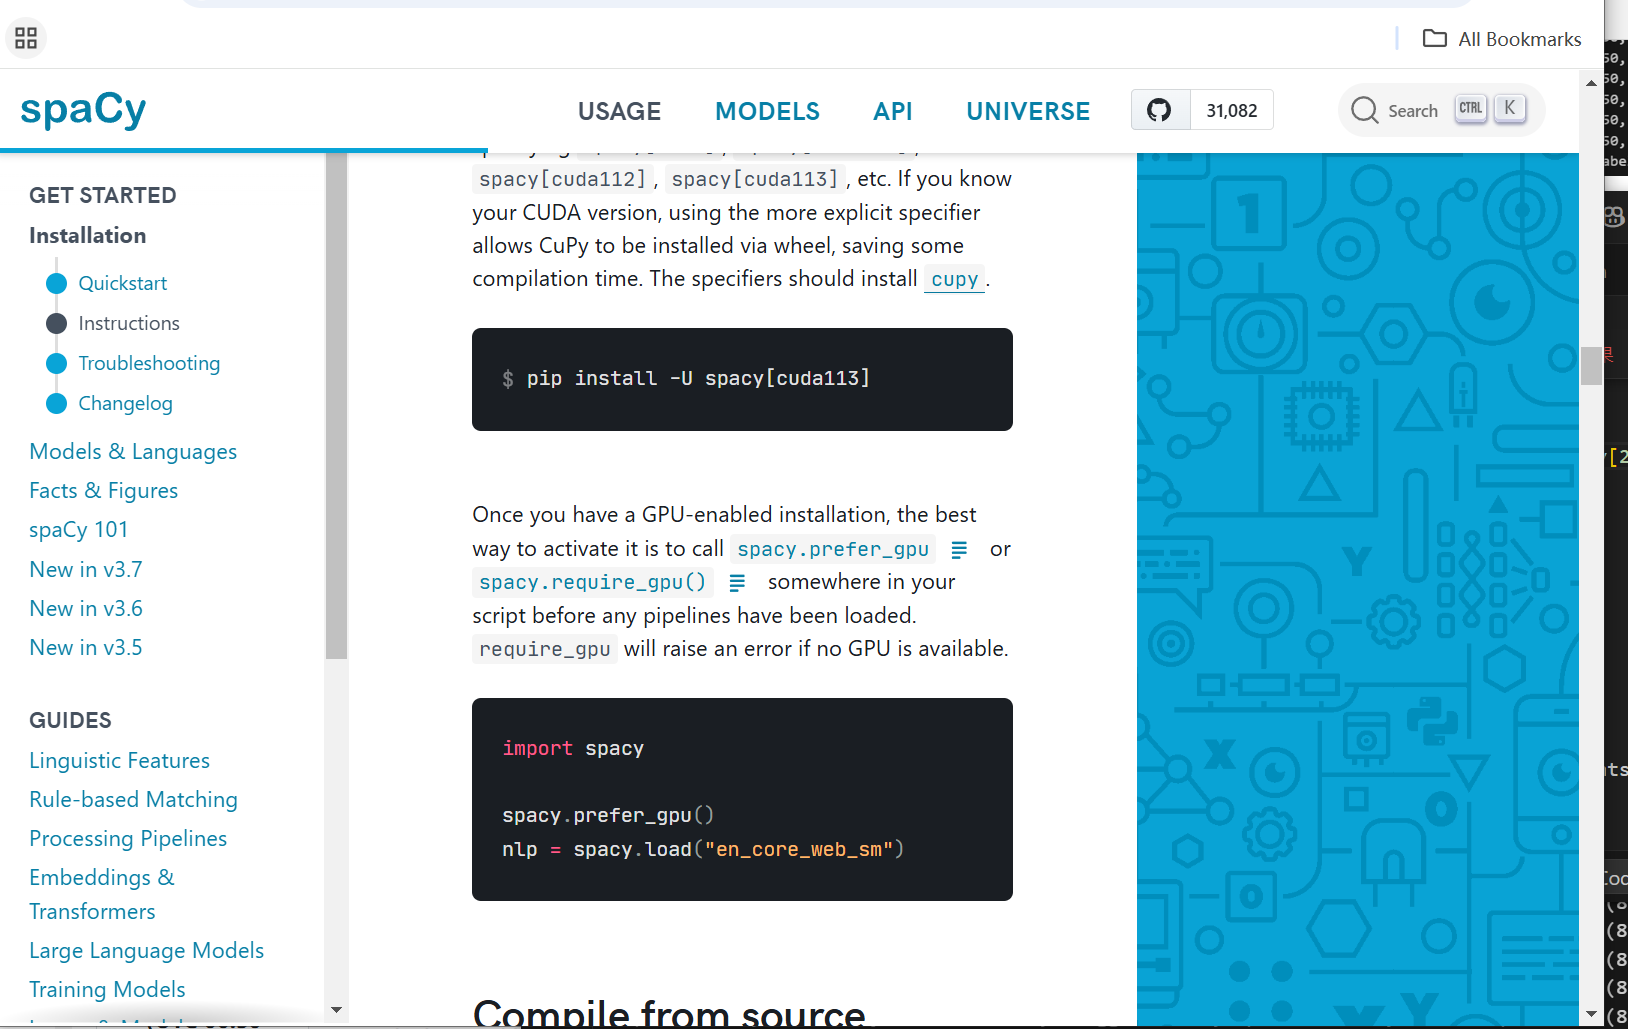 All Bookmarks
spaCy
USAGE
MODELS
API
UNIVERSE
31,082
Search
CTRL
K
GET STARTED
Installation
Quickstart
Instructions
Troubleshooting
Changelog
Models & Languages
Facts & Figures
spaCy 101
New in v3.7
New in v3.6
New in v3.5
GUIDES
Linguistic Features
Rule-based Matching
Processing Pipelines
Embeddings &
Transformers
Large Language Models
Training Models
spacy[cuda112], spacy[cuda113], etc. If you know
your CUDA version, using the more explicit specifier
allows CuPy to be installed via wheel, saving some
compilation time. The specifiers should install cupy.
$ pip install -U spacy[cuda113]
Once you have a GPU-enabled installation, the best
way to activate it is to call spacy.prefer_gpu or
spacy.require_gpu() somewhere in your
script before any pipelines have been loaded.
require_gpu will raise an error if no GPU is available.
import spacy
spacy.prefer_gpu()
nlp = spacy.load("en_core_web_sm")
Compile from source